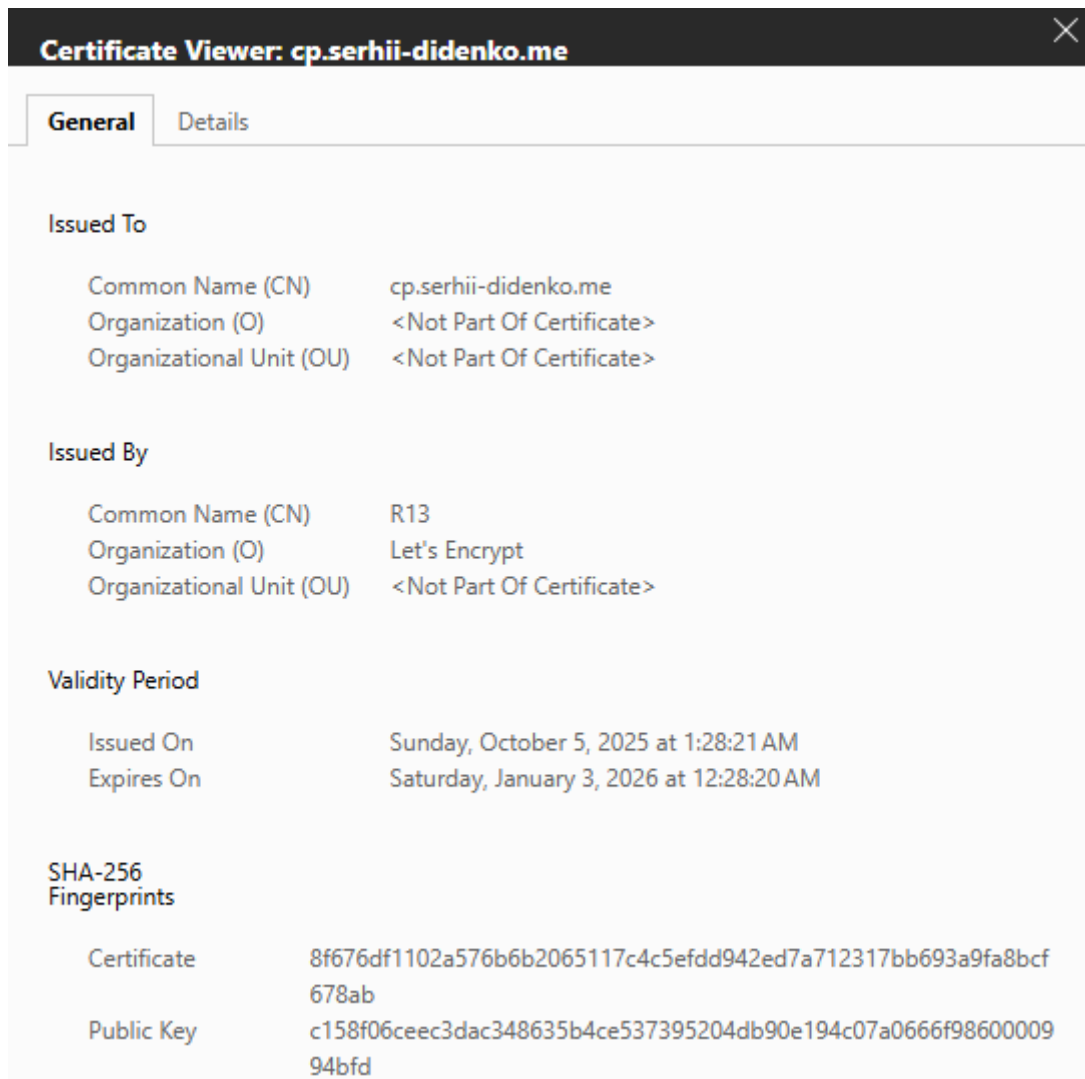 Certificate Viewer: cp.serhii-didenko.me
General Details
Issued To
Common Name (CN) cp.serhii-didenko.me
Organization (O) <Not Part Of Certificate>
Organizational Unit (OU) <Not Part Of Certificate>
Issued By
Common Name (CN) R13
Organization (O) Let's Encrypt
Organizational Unit (OU) <Not Part Of Certificate>
Validity Period
Issued On Sunday, October 5, 2025 at 1:28:21 AM
Expires On Saturday, January 3, 2026 at 12:28:20 AM
SHA-256
Fingerprints
Certificate 8f676df1102a576b6b2065117c4c5efdd942ed7a712317bb693a9fa8bcf
678ab
Public Key c158f06ceec3dac348635b4ce537395204db90e194c07a0666f98600009
94bfd